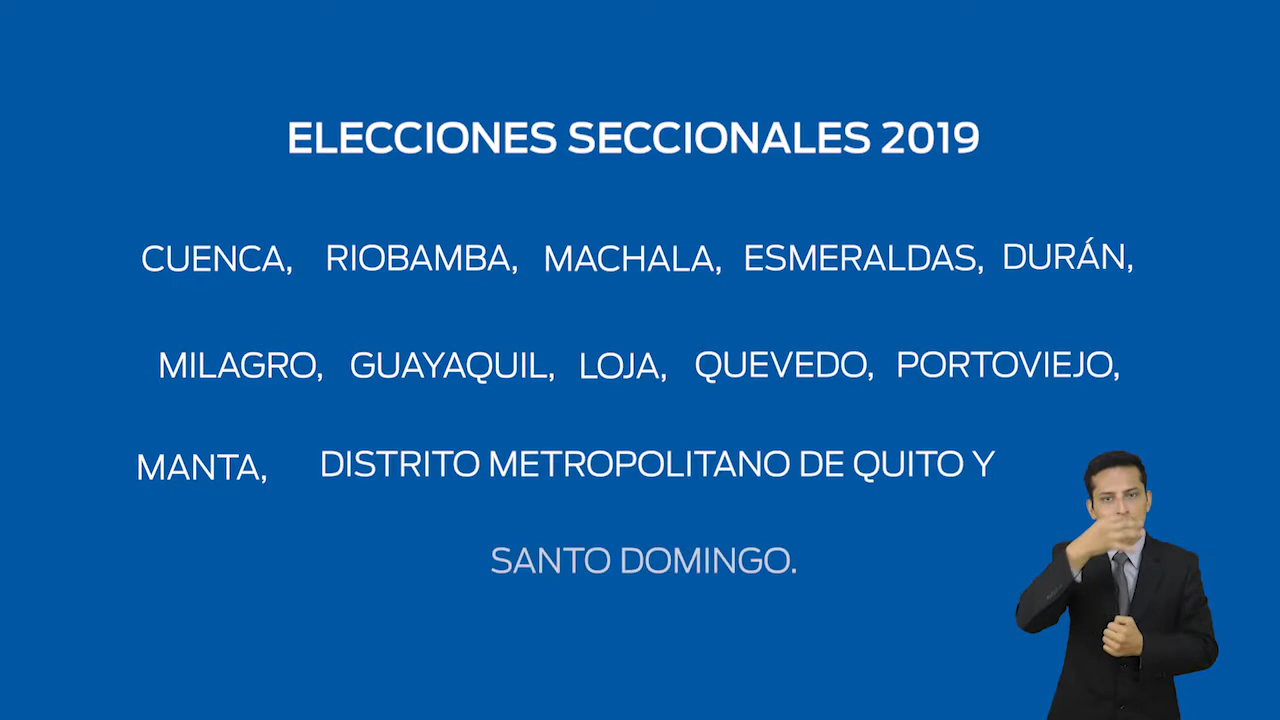 ELECCIONES SECCIONALES 2019
CUENCA, RIOBAMBA, MACHALA, ESMERALDAS, DURÁN,
MILAGRO, GUAYAQUIL, LOJA, QUEVEDO, PORTOVIEJO,
MANTA, DISTRITO METROPOLITANO DE QUITO Y
SANTO DOMINGO.